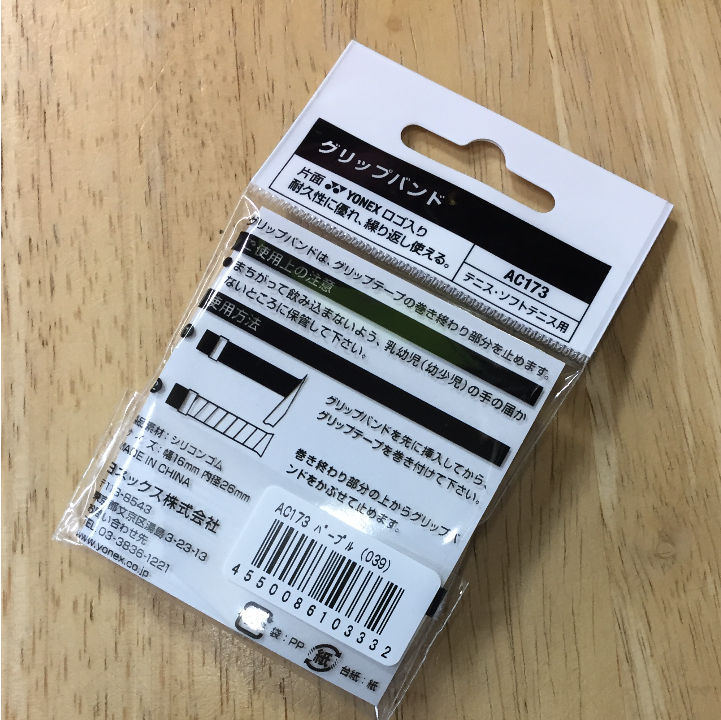 グリップバンド
片面 YONEX ロゴ入り
耐久性に優れ、繰り返し使える。
AC173
テニス・ソフトテニス用
グリップバンドは、グリップテープの巻き終わり部分を止めます。
ご使用上の注意
まちがって飲み込まないよう、乳幼児(幼少児)の手の届か
ないところに保管して下さい。
使用方法
グリップバンドを先に挿入してから、
グリップテープを巻き付けて下さい。
巻き終わり部分の上からグリップバ
ンドをかぶせて止めます。
素材:シリコンゴム
イズ:幅16mm 内径26mm
MADE IN CHINA
ヨネックス株式会社
〒113-8543
東京都文京区湯島3-23-13
お問い合わせ先
TEL 03-3836-1221
www.yonex.co.jp
AC173 パープル (039)
4550086103332
袋:PP
紙
台紙:紙